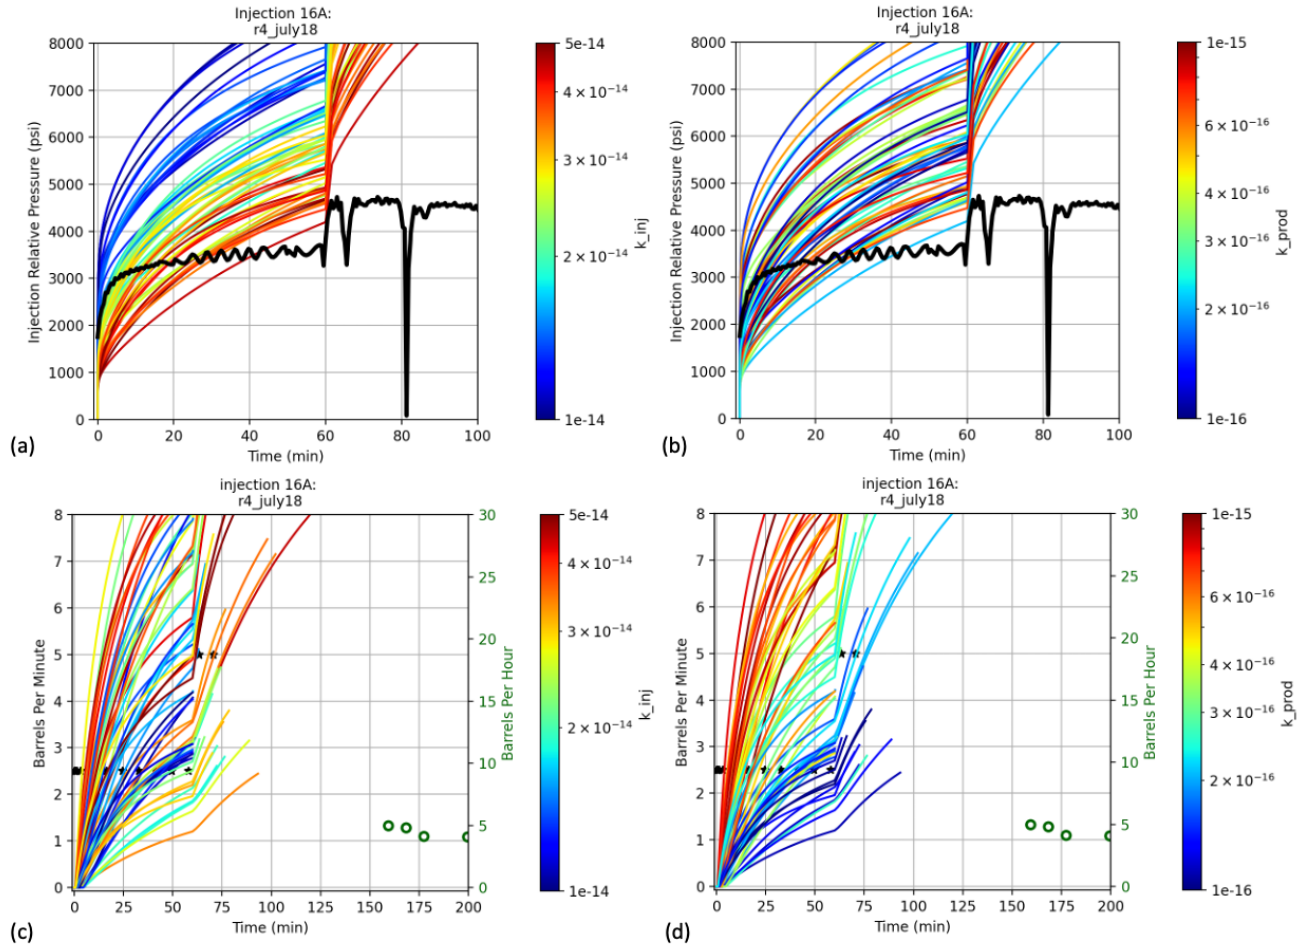 Injection 16A:
r4_july18
Injection Relative Pressure (psi)
8000
7000
6000
5000
4000
3000
2000
1000
0
0 20 40 60 80 100
Time (min)
5e-14
4 × 10⁻¹⁴
3 × 10⁻¹⁴
2 × 10⁻¹⁴
1e-14
k_inj
(a)
Injection 16A:
r4_july18
Injection Relative Pressure (psi)
8000
7000
6000
5000
4000
3000
2000
1000
0
0 20 40 60 80 100
Time (min)
1e-15
6 × 10⁻¹⁶
4 × 10⁻¹⁶
3 × 10⁻¹⁶
2 × 10⁻¹⁶
1e-16
k_prod
(b)
injection 16A:
r4_july18
Barrels Per Minute
8
7
6
5
4
3
2
1
0
0 25 50 75 100 125 150 175 200
Time (min)
30
25
20
15
10
5
0
Barrels Per Hour
5e-14
4 × 10⁻¹⁴
3 × 10⁻¹⁴
2 × 10⁻¹⁴
1e-14
k_inj
(c)
injection 16A:
r4_july18
Barrels Per Minute
8
7
6
5
4
3
2
1
0
0 25 50 75 100 125 150 175 200
Time (min)
30
25
20
15
10
5
0
Barrels Per Hour
1e-15
6 × 10⁻¹⁶
4 × 10⁻¹⁶
3 × 10⁻¹⁶
2 × 10⁻¹⁶
1e-16
k_prod
(d)